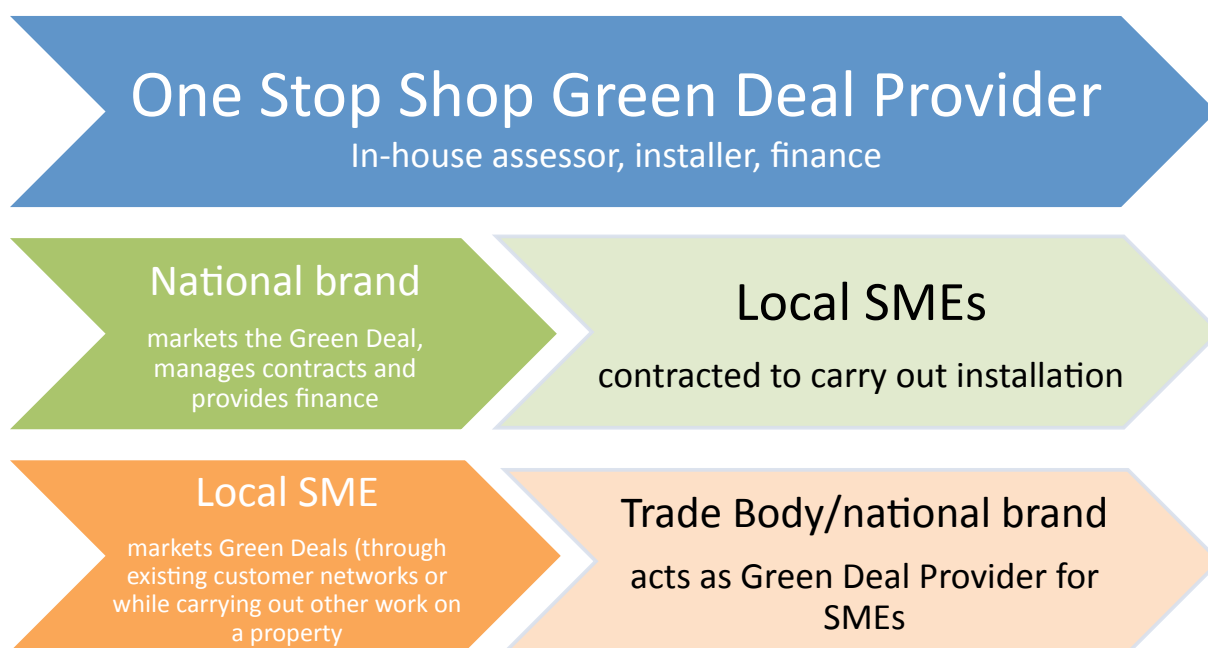 One Stop Shop Green Deal Provider
In-house assessor, installer, finance
National brand
markets the Green Deal,
manages contracts and
provides finance
Local SMEs
contracted to carry out installation
Local SME
markets Green Deals (through
existing customer networks or
while carrying out other work on
a property
Trade Body/national brand
acts as Green Deal Provider for
SMEs